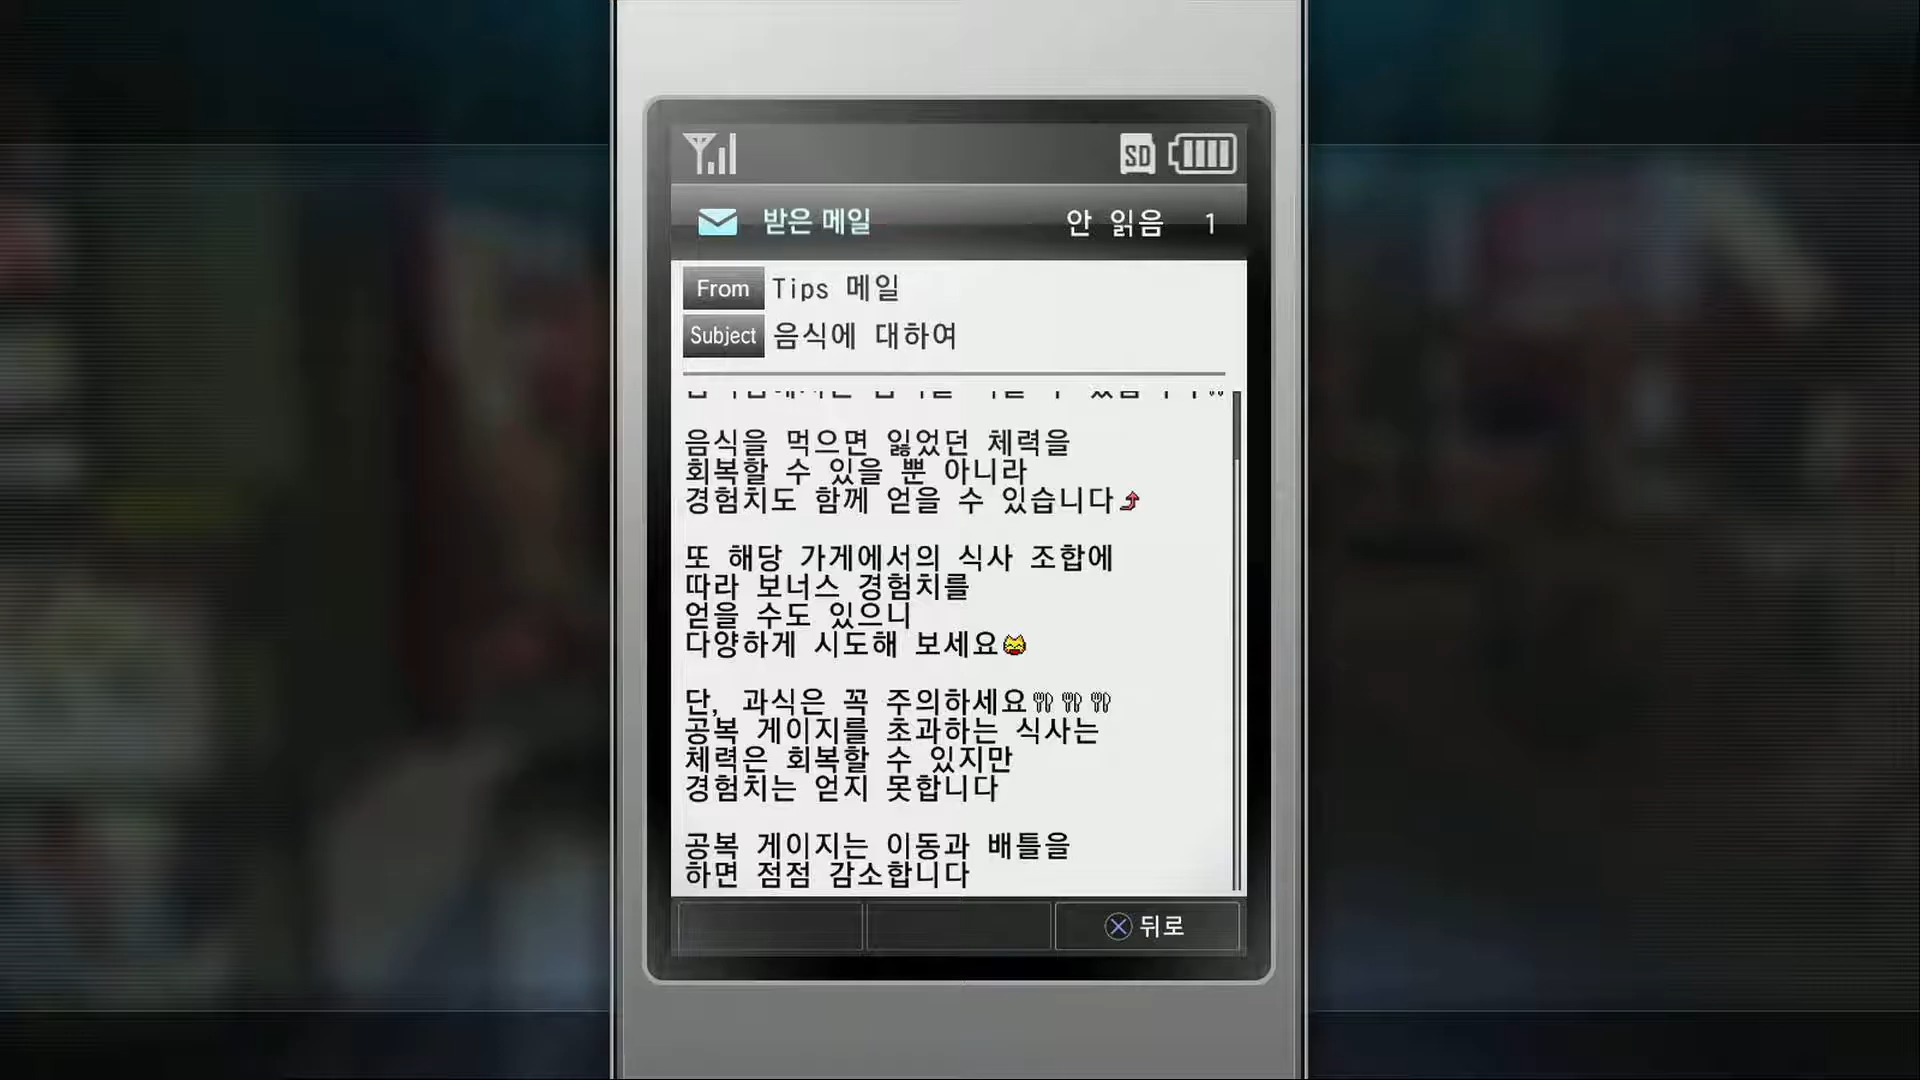 SD
받은 메일 안 읽음 1
From Tips 메일
Subject 음식에 대하여
음식을 먹으면 잃었던 체력을
회복할 수 있을 뿐 아니라
경험치도 함께 얻을 수 있습니다
또 해당 가게에서의 식사 조합에
따라 보너스 경험치를
얻을 수도 있으니
다양하게 시도해 보세요
단, 과식은 꼭 주의하세요
공복 게이지를 초과하는 식사는
체력은 회복할 수 있지만
경험치는 얻지 못합니다
공복 게이지는 이동과 배틀을
하면 점점 감소합니다
뒤로